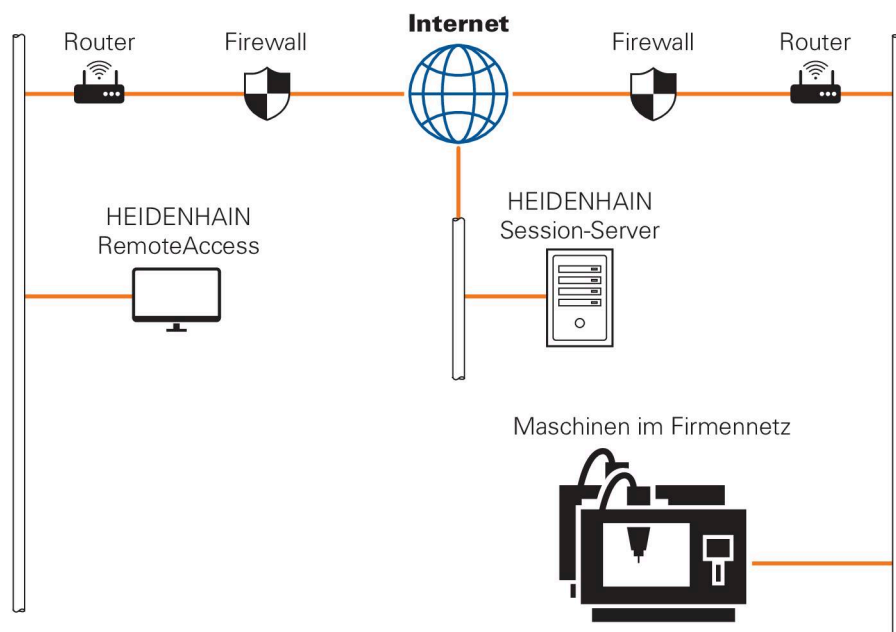 Internet
Router
Firewall
Firewall
Router
HEIDENHAIN
RemoteAccess
HEIDENHAIN
Session-Server
Maschinen im Firmennetz